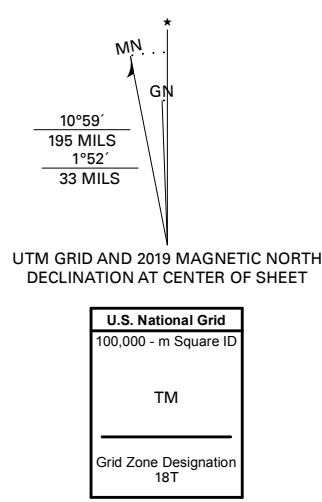 ★
MN
GN
10°59´
195 MILS
1°52´
33 MILS
UTM GRID AND 2019 MAGNETIC NORTH
DECLINATION AT CENTER OF SHEET
U.S. National Grid
100,000 - m Square ID
TM
Grid Zone Designation
18T